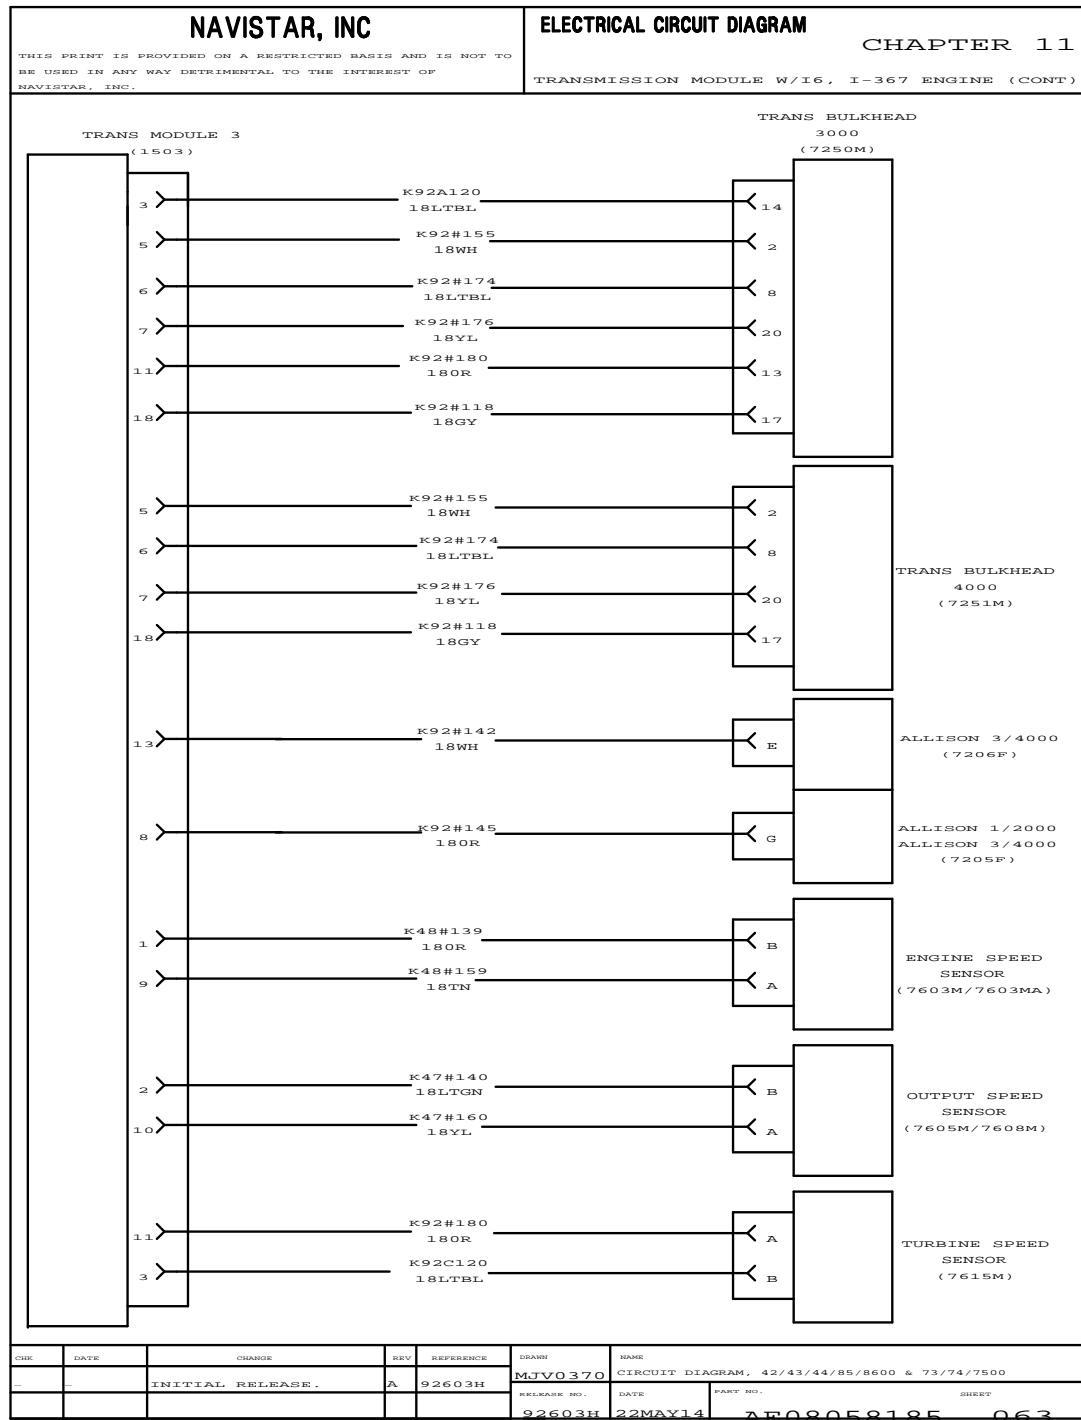 NAVISTAR, INC
THIS PRINT IS PROVIDED ON A RESTRICTED BASIS AND IS NOT TO
BE USED IN ANY WAY DETRIMENTAL TO THE INTEREST OF
NAVISTAR, INC.
ELECTRICAL CIRCUIT DIAGRAM
CHAPTER 11
TRANSMISSION MODULE W/I6, I-367 ENGINE (CONT)
TRANS MODULE 3
(1503)
TRANS BULKHEAD
3000
(7250M)
3 K92A120 14
18LTBL
5 K92#155 2
18WH
6 K92#174 8
18LTBL
7 K92#176 20
18YL
11 K92#180 13
18OR
18 K92#118 17
18GY
5 K92#155 2
18WH
6 K92#174 8
18LTBL
7 K92#176 20
18YL
18 K92#118 17
18GY
TRANS BULKHEAD
4000
(7251M)
13 K92#142 E
18WH
ALLISON 3/4000
(7206F)
8 K92#145 G
18OR
ALLISON 1/2000
ALLISON 3/4000
(7205F)
1 K48#139 B
18OR
9 K48#159 A
18TN
ENGINE SPEED
SENSOR
(7603M/7603MA)
2 K47#140 B
18LTGN
10 K47#160 A
18YL
OUTPUT SPEED
SENSOR
(7605M/7608M)
11 K92#180 A
18OR
3 K92C120 B
18LTBL
TURBINE SPEED
SENSOR
(7615M)
CHK DATE CHANGE REV REFERENCE
- - INITIAL RELEASE. A 92603H
DRAWN
MJV0370
NAME
CIRCUIT DIAGRAM, 42/43/44/85/8600 & 73/74/7500
RELEASE NO. DATE PART NO. SHEET
92603H 22MAY14 AF08058185 063